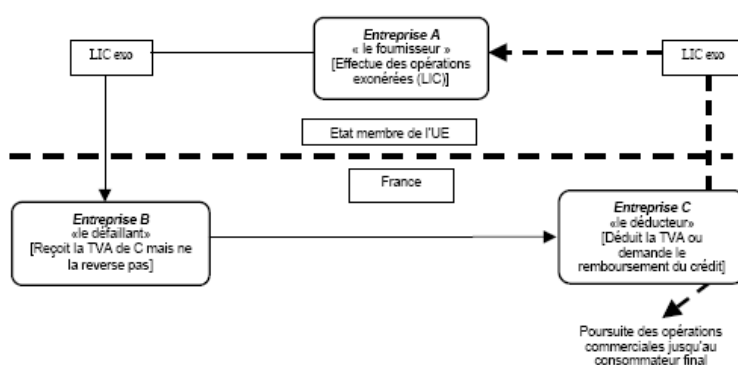 Entreprise A
« le fournisseur »
[Effectue des opérations
exonérées (LIC)]
LIC exo
LIC exo
Etat membre de l'UE
France
Entreprise B
«le défaillant»
[Reçoit la TVA de C mais ne
la reverse pas]
Entreprise C
«le déducteur»
[Déduit la TVA ou
demande le
remboursement du crédit]
Poursuite des opérations
commerciales jusqu'au
consommateur final